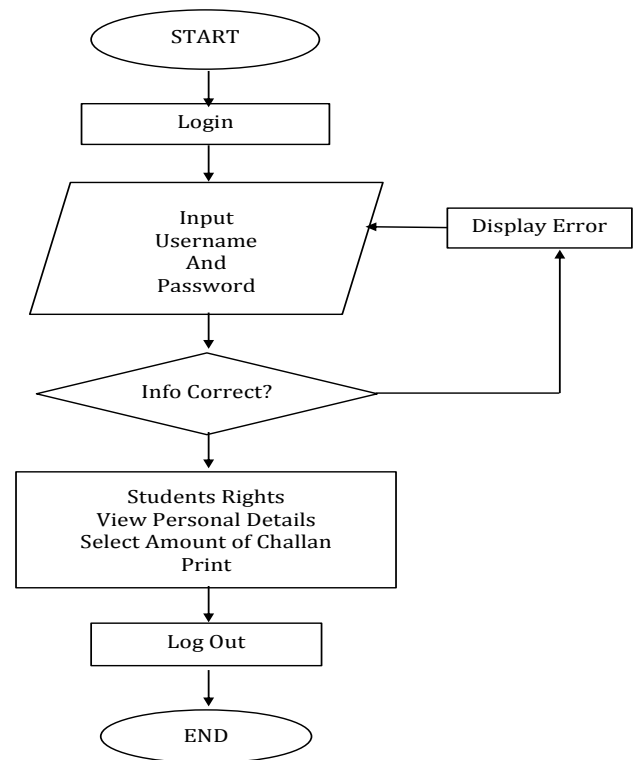 START
Login
Input
Username
And
Password
Display Error
Info Correct?
Students Rights
View Personal Details
Select Amount of Challan
Print
Log Out
END